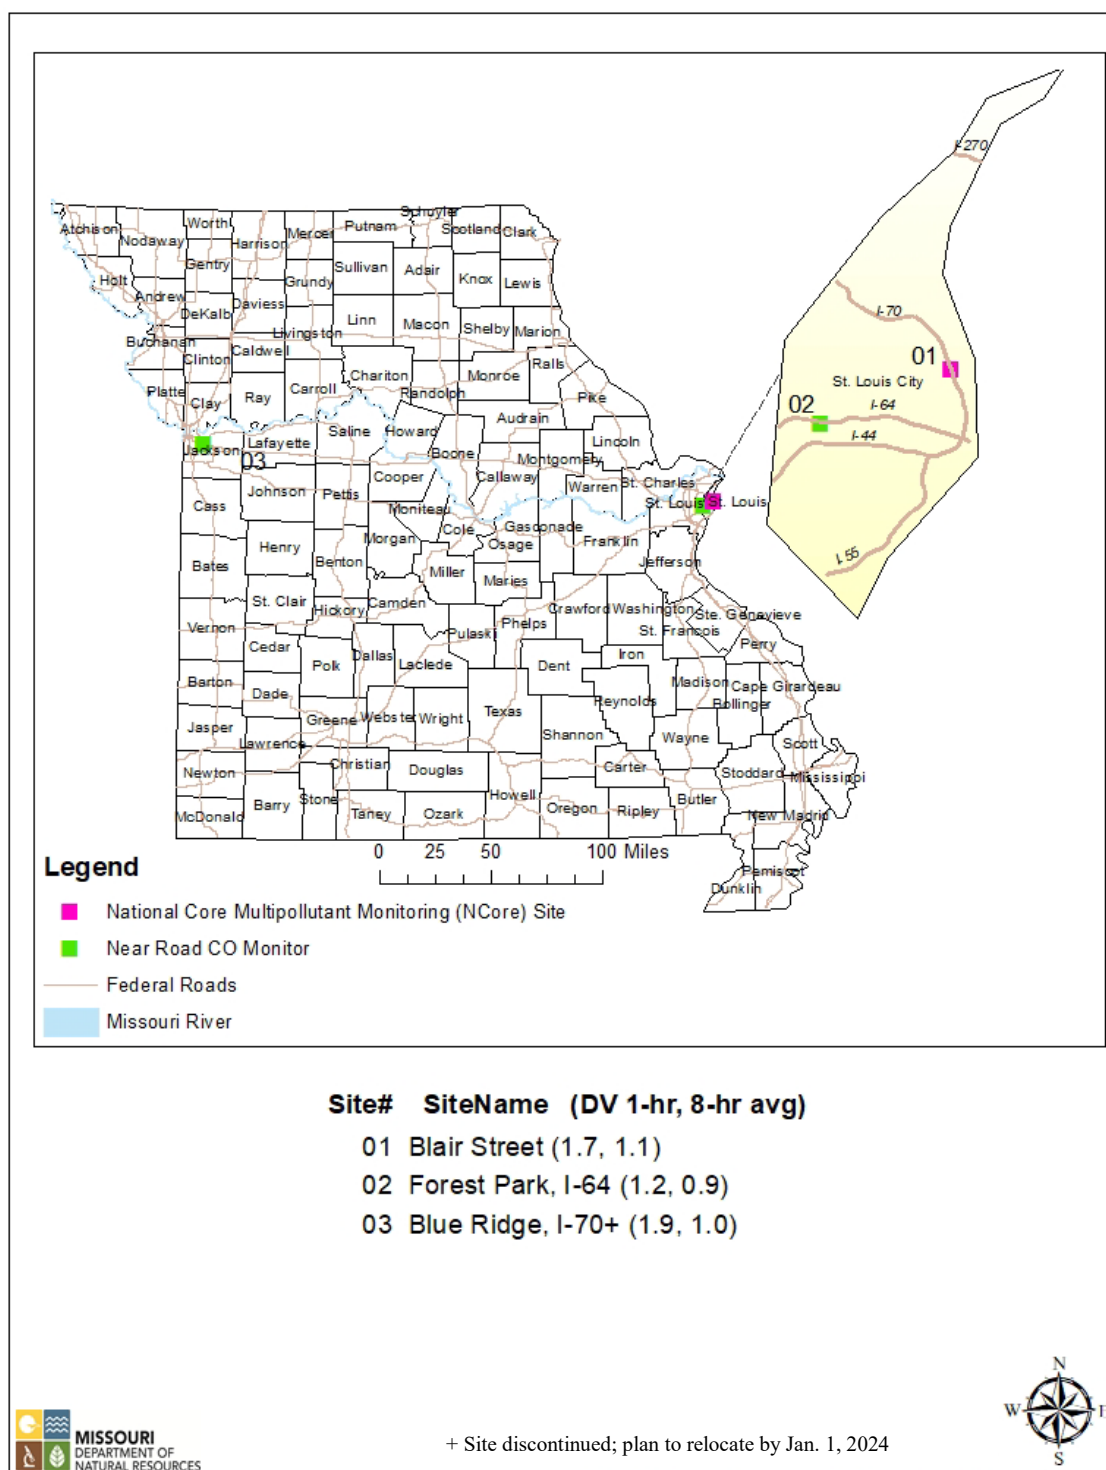 I-270
Atchison
Nodaway
Worth
Harrison
Mercer
Putnam
Schuyler
Scotland
Clark
Gentry
Sullivan
Adair
Knox
Lewis
Holt
Andrew
DeKalb
Daviess
Grundy
Linn
Macon
Shelby
Marion
Buchanan
Clinton
Caldwell
Livingston
Chariton
Randolph
Monroe
Ralls
Pike
Platte
Clay
Ray
Carroll
Audrain
Jackson
03
Lafayette
Saline
Howard
Boone
Lincoln
Montgomery
Callaway
Warren
St. Charles
Cass
Johnson
Pettis
Cooper
Moniteau
Cole
Gasconade
Osage
Franklin
St. Louis
St. Louis
Bates
Henry
Benton
Morgan
Miller
Maries
Jefferson
Vernon
St. Clair
Hickory
Camden
Pulaski
Phelps
Crawford
Washington
Ste. Genevieve
St. Francois
Perry
Cedar
Polk
Dallas
Laclede
Dent
Iron
Barton
Dade
Reynolds
Madison
Bollinger
Cape Girardeau
Jasper
Greene
Webster
Wright
Texas
Shannon
Wayne
Scott
Lawrence
Newton
Christian
Douglas
Carter
Stoddard
Mississippi
McDonald
Barry
Stone
Taney
Ozark
Howell
Oregon
Ripley
Butler
New Madrid
Pemiscot
Dunklin
I-70
01
St. Louis City
02
I-64
I-44
I-55
0 25 50 100 Miles
Legend
National Core Multipollutant Monitoring (NCore) Site
Near Road CO Monitor
Federal Roads
Missouri River
Site# SiteName (DV 1-hr, 8-hr avg)
01 Blair Street (1.7, 1.1)
02 Forest Park, I-64 (1.2, 0.9)
03 Blue Ridge, I-70+ (1.9, 1.0)
N
W E
S
MISSOURI
DEPARTMENT OF
NATURAL RESOURCES
+ Site discontinued; plan to relocate by Jan. 1, 2024